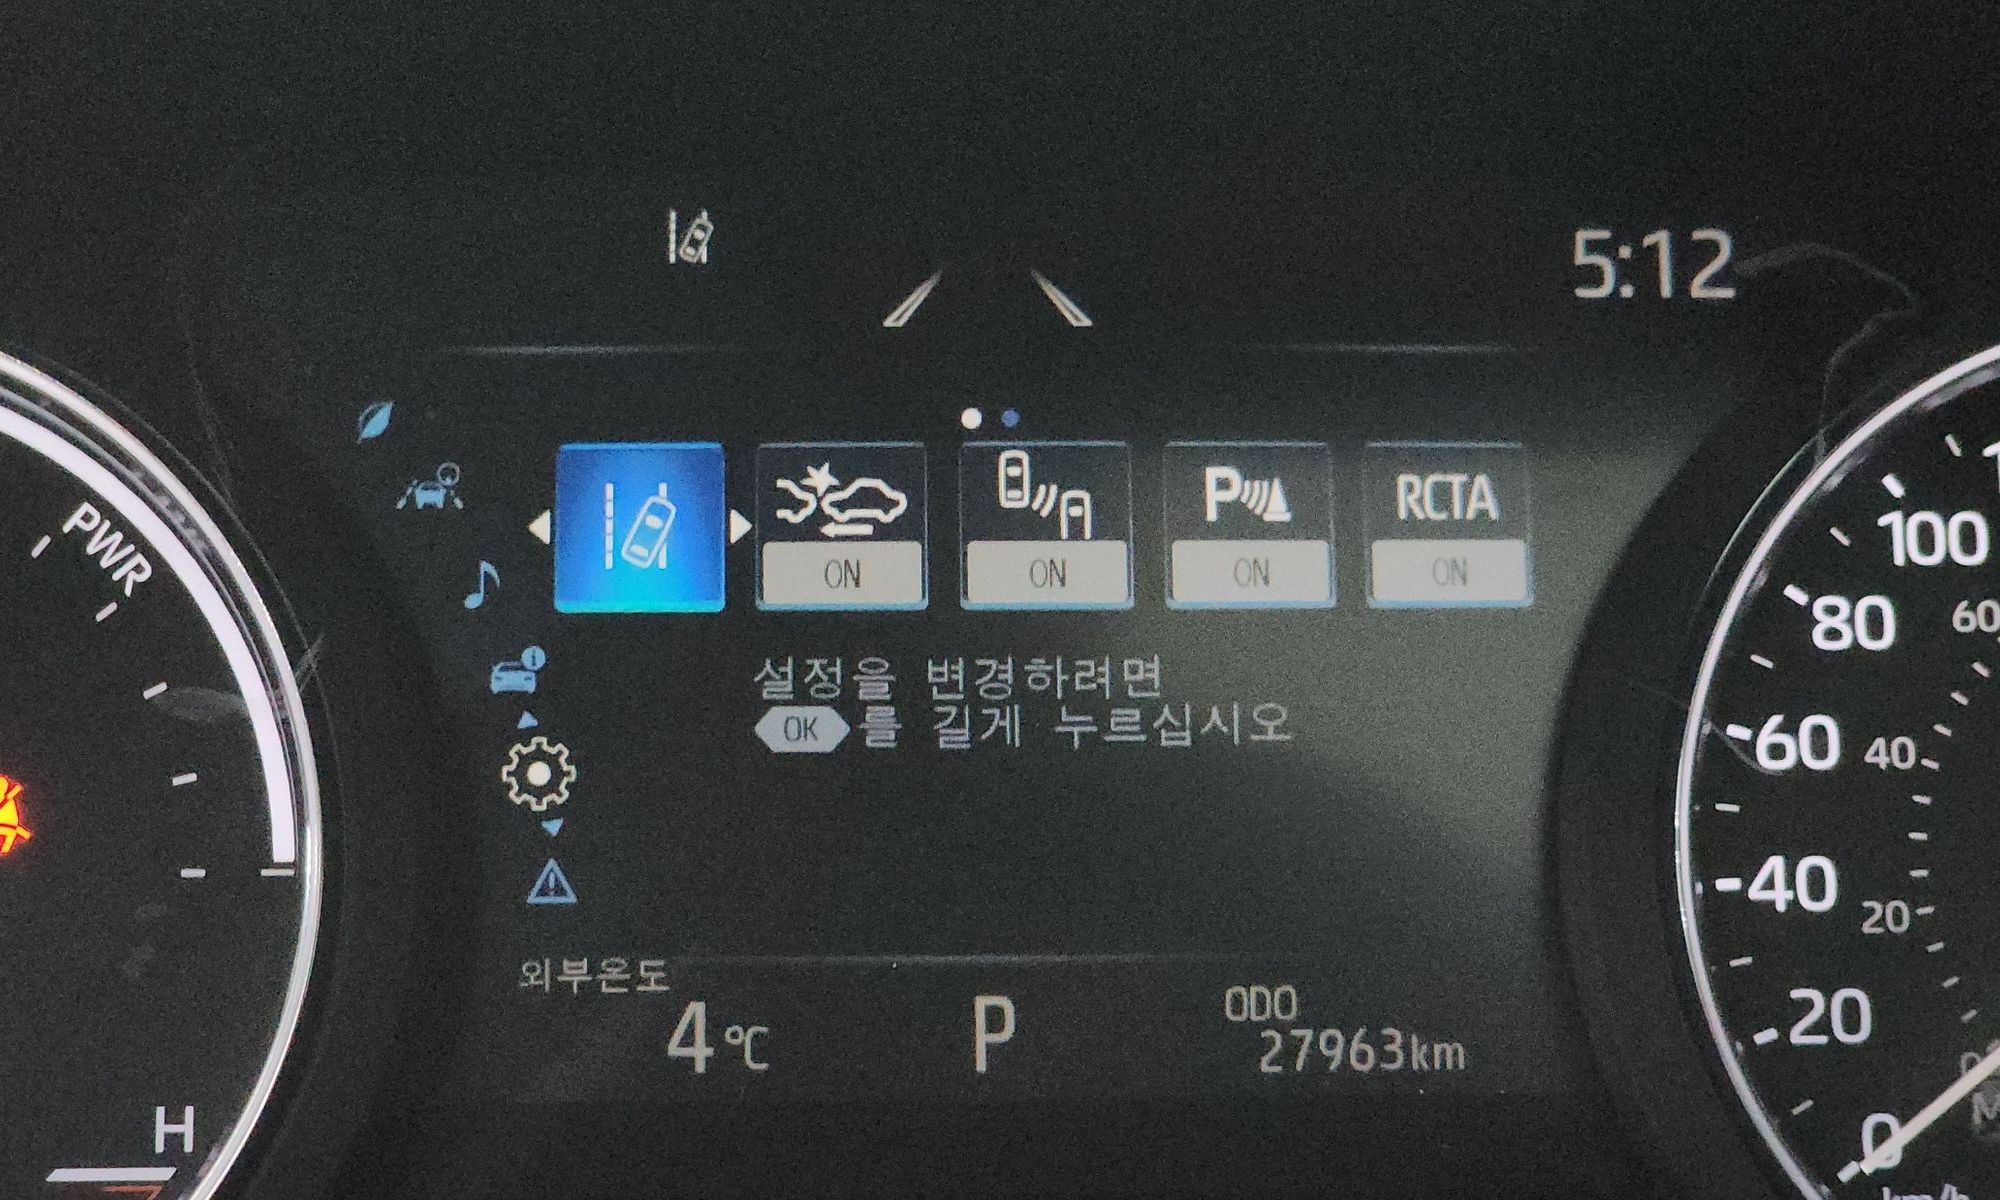 5:12
PWR
RCTA
ON
ON
ON
ON
설정을 변경하려면
OK 를 길게 누르십시오
외부온도
4 ℃
P
ODO
27963km
H
100
80
60
60
40
40
20
20
0